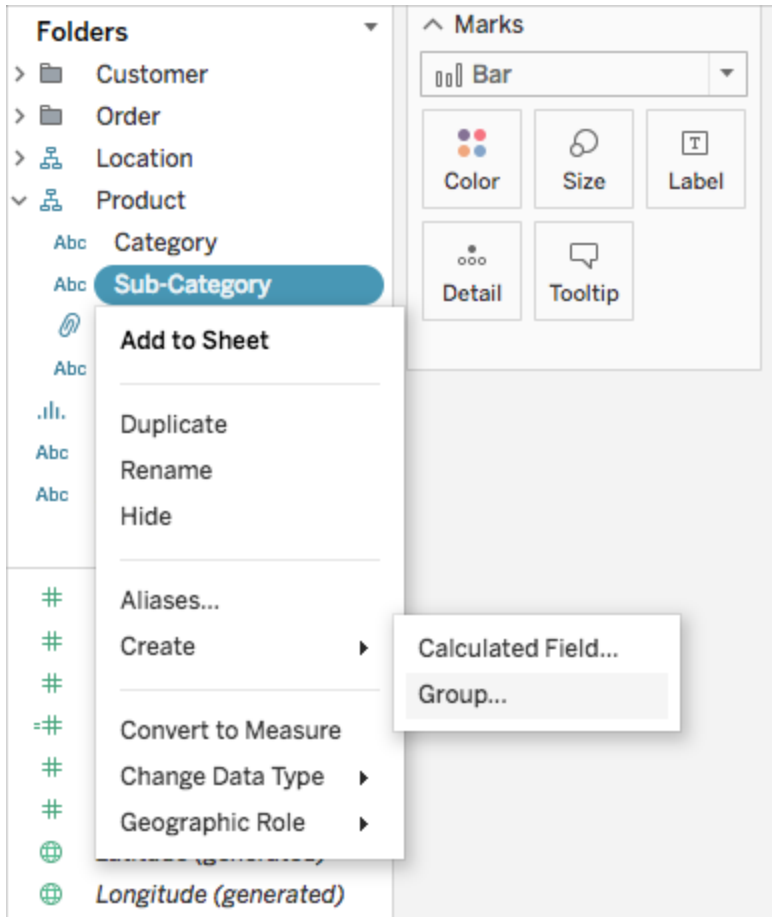 Folders
Customer
Order
Location
Product
Abc Category
Abc Sub-Category
Abc
Abc
Abc
Add to Sheet
Duplicate
Rename
Hide
Aliases...
Create
Convert to Measure
Change Data Type
Geographic Role
Calculated Field...
Group...
Longitude (generated)
Marks
Bar
Color
Size
T
Label
Detail
Tooltip